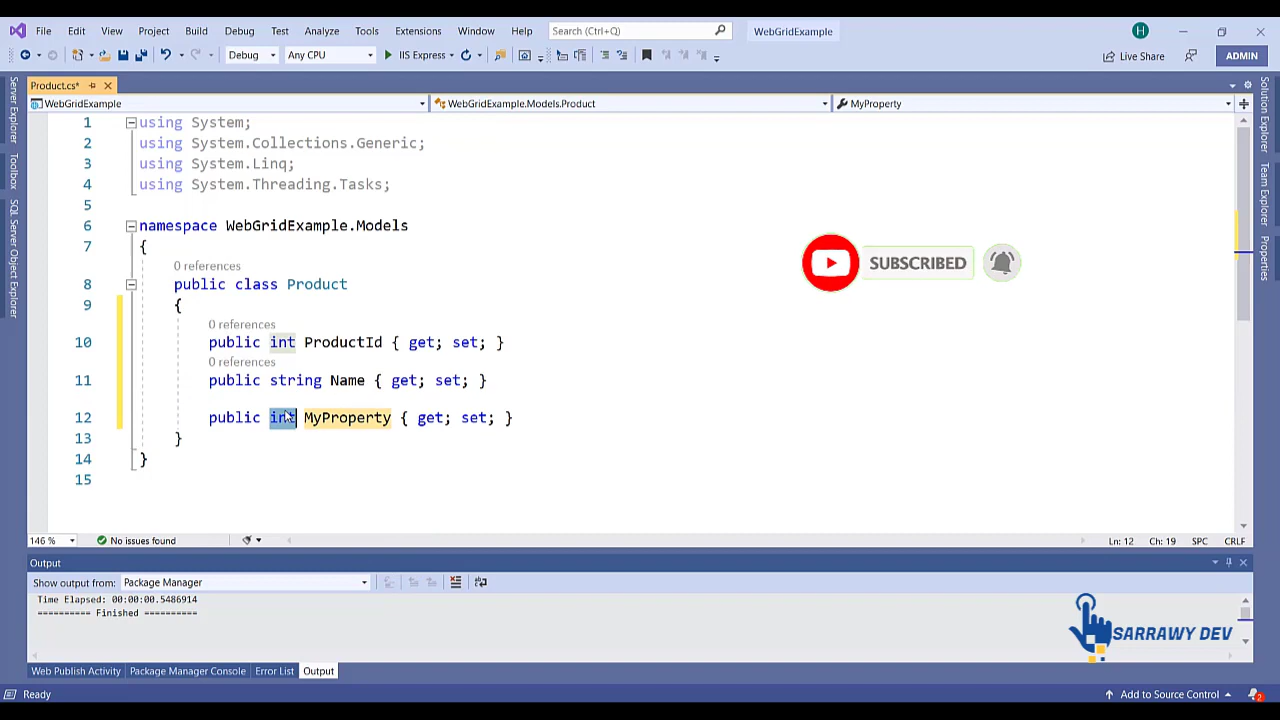 File Edit View Project Build Debug Test Analyze Tools Extensions Window Help Search (Ctrl+Q) WebGridExample H
Debug Any CPU IIS Express Live Share ADMIN
Product.cs*
WebGridExample WebGridExample.Models.Product MyProperty
Server Explorer
Toolbox
SQL Server Object Explorer
Solution Explorer
Team Explorer
Properties
1 using System;
2 using System.Collections.Generic;
3 using System.Linq;
4 using System.Threading.Tasks;
5
6 namespace WebGridExample.Models
7 {
0 references
8 public class Product
9 {
0 references
10 public int ProductId { get; set; }
0 references
11 public string Name { get; set; }
12 public int MyProperty { get; set; }
13 }
14 }
15
SUBSCRIBED
146 % No issues found Ln: 12 Ch: 19 SPC CRLF
Output
Show output from: Package Manager
Time Elapsed: 00:00:00.5486914
========== Finished ==========
SARRAWY DEV
Web Publish Activity Package Manager Console Error List Output
Ready Add to Source Control 2